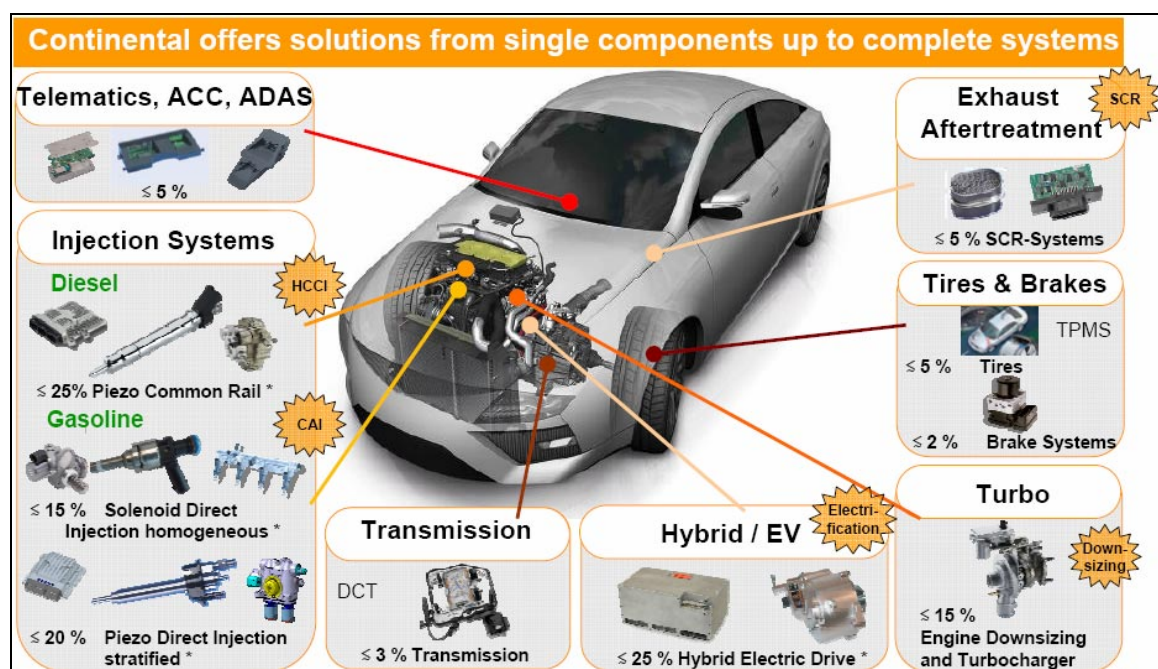 Continental offers solutions from single components up to complete systems
Telematics, ACC, ADAS
≤ 5 %
Injection Systems
Diesel
HCCI
≤ 25% Piezo Common Rail *
Gasoline
CAI
≤ 15 % Solenoid Direct
Injection homogeneous *
≤ 20 % Piezo Direct Injection
stratified *
Transmission
DCT
≤ 3 % Transmission
Hybrid / EV
Electri-
fication
≤ 25 % Hybrid Electric Drive *
Exhaust
Aftertreatment
SCR
≤ 5 % SCR-Systems
Tires & Brakes
TPMS
≤ 5 % Tires
≤ 2 % Brake Systems
Turbo
Down-
sizing
≤ 15 %
Engine Downsizing
and Turbocharger